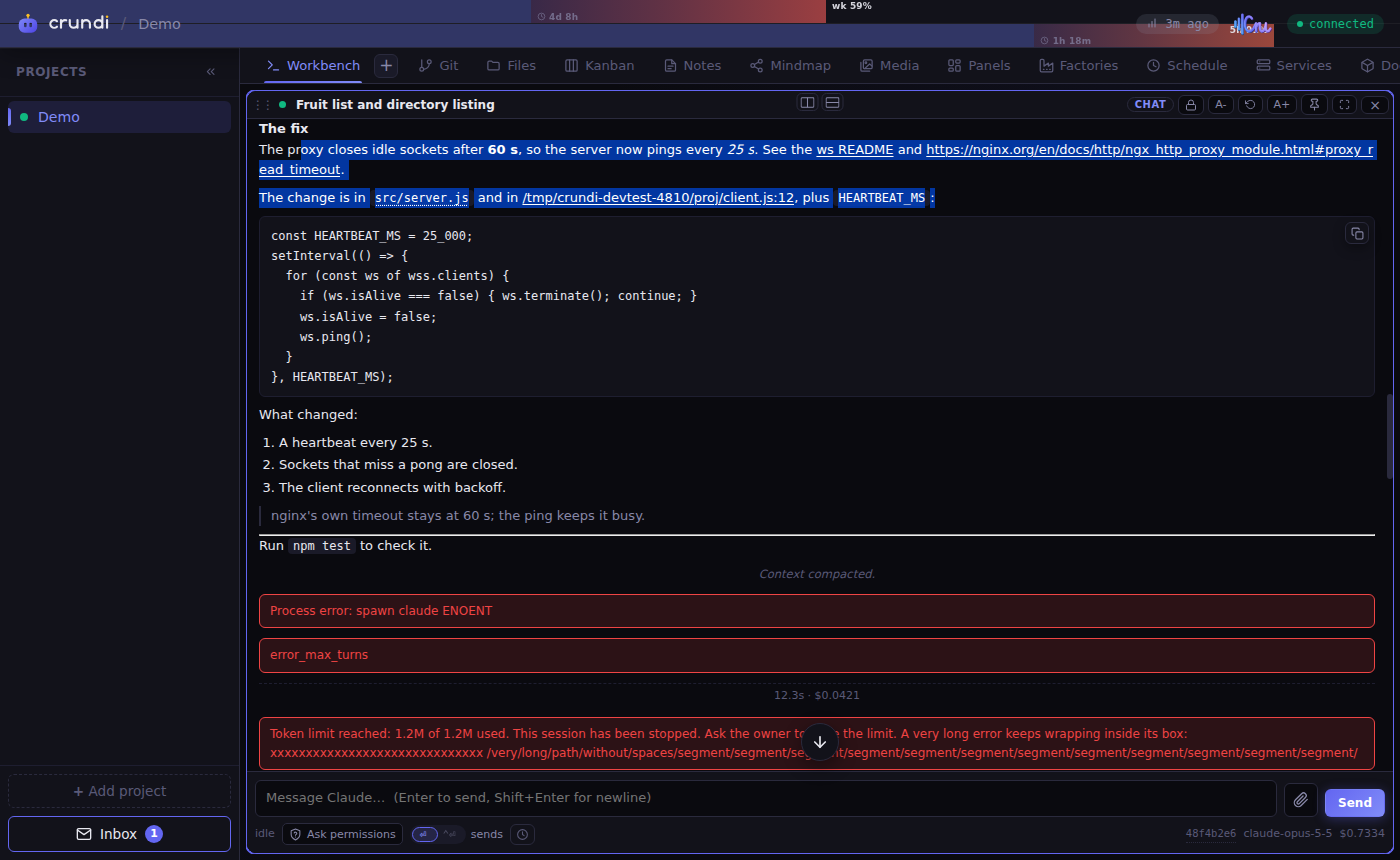 crundi / Demo
4d 8h
wk 59%
1h 18m
3m ago
connected
PROJECTS
Demo
+ Add project
Inbox 1
Workbench
Git
Files
Kanban
Notes
Mindmap
Media
Panels
Factories
Schedule
Services
Do
Fruit list and directory listing
CHAT
A-
A+
The fix
The proxy closes idle sockets after 60 s, so the server now pings every 25 s. See the ws README and https://nginx.org/en/docs/http/ngx_http_proxy_module.html#proxy_r
ead_timeout.
The change is in src/server.js and in /tmp/crundi-devtest-4810/proj/client.js:12, plus HEARTBEAT_MS:
const HEARTBEAT_MS = 25_000;
setInterval(() => {
  for (const ws of wss.clients) {
    if (ws.isAlive === false) { ws.terminate(); continue; }
    ws.isAlive = false;
    ws.ping();
  }
}, HEARTBEAT_MS);
What changed:
1. A heartbeat every 25 s.
2. Sockets that miss a pong are closed.
3. The client reconnects with backoff.
nginx's own timeout stays at 60 s; the ping keeps it busy.
Run npm test to check it.
Context compacted.
Process error: spawn claude ENOENT
error_max_turns
12.3s · $0.0421
Token limit reached: 1.2M of 1.2M used. This session has been stopped. Ask the owner the limit. A very long error keeps wrapping inside its box:
xxxxxxxxxxxxxxxxxxxxxxxxxxxxxx /very/long/path/without/spaces/segment/segment/segment/segment/segment/segment/segment/segment/segment/segment/segment/segment/
Message Claude… (Enter to send, Shift+Enter for newline)
Send
idle
Ask permissions
sends
48f4b2e6 claude-opus-5-5 $0.7334